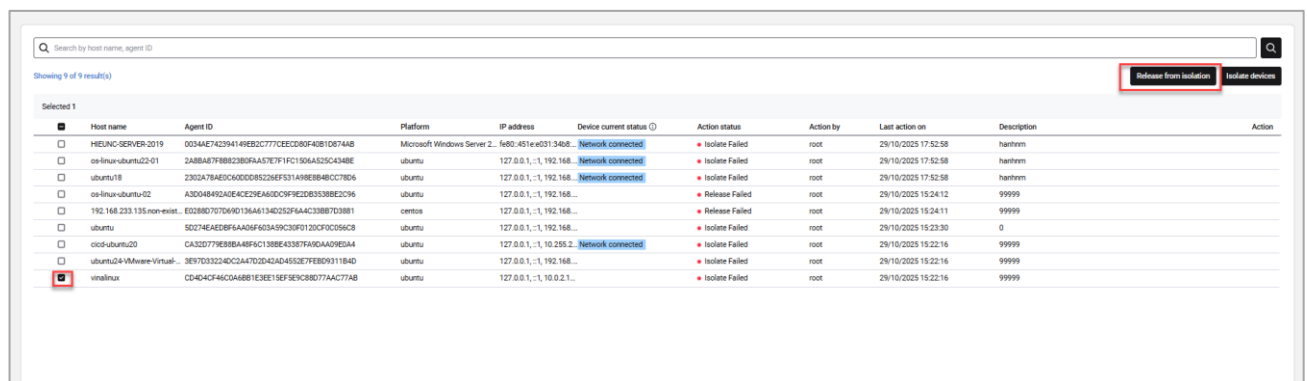 Search by host name, agent ID
Showing 9 of 9 result(s)
Release from isolation Isolate devices
Selected 1
Host name Agent ID Platform IP address Device current status Action status Action by Last action on Description Action
HIEUNC-SERVER-2019 0034AE742394149EB2C777CEECD80F40B1D874AB Microsoft Windows Server 2... fe80::451e:e031:34b8:... Network connected Isolate Failed root 29/10/2025 17:52:58 hanhnm
os-linux-ubuntu22-01 2A8BA87F8B823B0FAA57E7F1FC1506A525C434BE ubuntu 127.0.0.1, ::1, 192.168.... Network connected Isolate Failed root 29/10/2025 17:52:58 hanhnm
ubuntu18 2302A78AE0C60DDD85226EF531A98E8B4BCC78D6 ubuntu 127.0.0.1, ::1, 192.168.... Network connected Isolate Failed root 29/10/2025 17:52:58 hanhnm
os-linux-ubuntu-02 A3D048492A0E4CE29EA60DC9F9E2DB3538BE2C96 ubuntu 127.0.0.1, ::1, 192.168.... Release Failed root 29/10/2025 15:24:12 99999
192.168.233.135.non-exist... E0288D707D69D136A6134D252F6A4C33BB7D3881 centos 127.0.0.1, ::1, 192.168.... Release Failed root 29/10/2025 15:24:11 99999
ubuntu 5D274EAEDBF6AA06F603A59C30F0120CF0C056C8 ubuntu 127.0.0.1, ::1, 192.168.... Isolate Failed root 29/10/2025 15:23:30 0
cicd-ubuntu20 CA32D779E88BA48F6C138BE43387FA9DAA09E0A4 ubuntu 127.0.0.1, ::1, 10.255.2... Network connected Isolate Failed root 29/10/2025 15:22:16 99999
ubuntu24-VMware-Virtual-... 3E97D33224DC2A47D2D42AD4552E7FEBD9311B4D ubuntu 127.0.0.1, ::1, 192.168.... Isolate Failed root 29/10/2025 15:22:16 99999
vinalinux CD4D4CF46C0A6BB1E3EE15EF5E9C88D77AAC77AB ubuntu 127.0.0.1, ::1, 10.0.2.1... Isolate Failed root 29/10/2025 15:22:16 99999